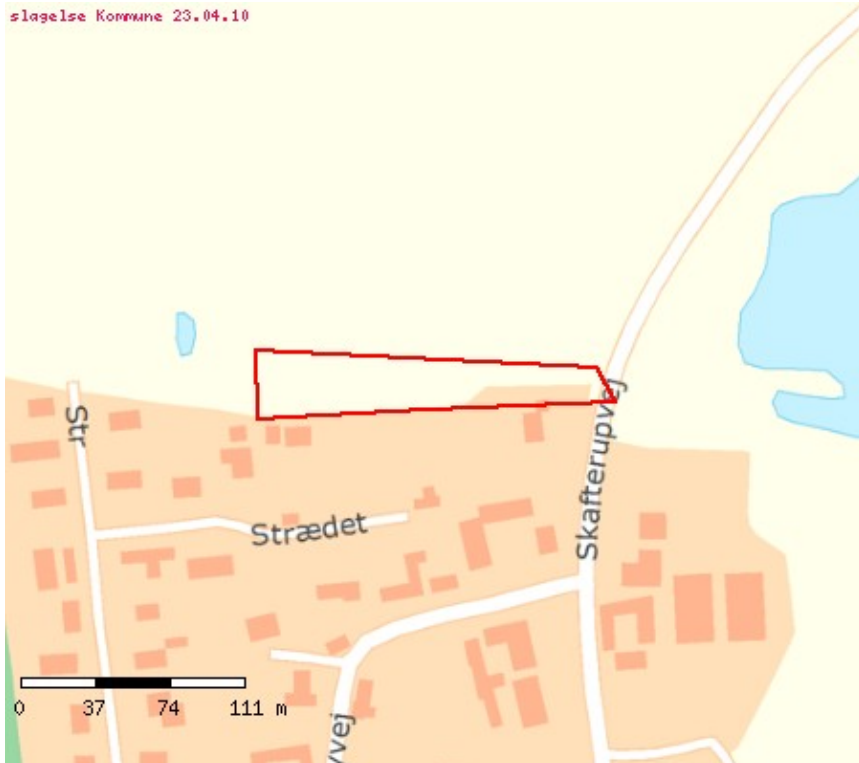 slagelse Kommune 23.04.10
Str
Strædet
Skafterupvej
0 37 74 111 m
vej